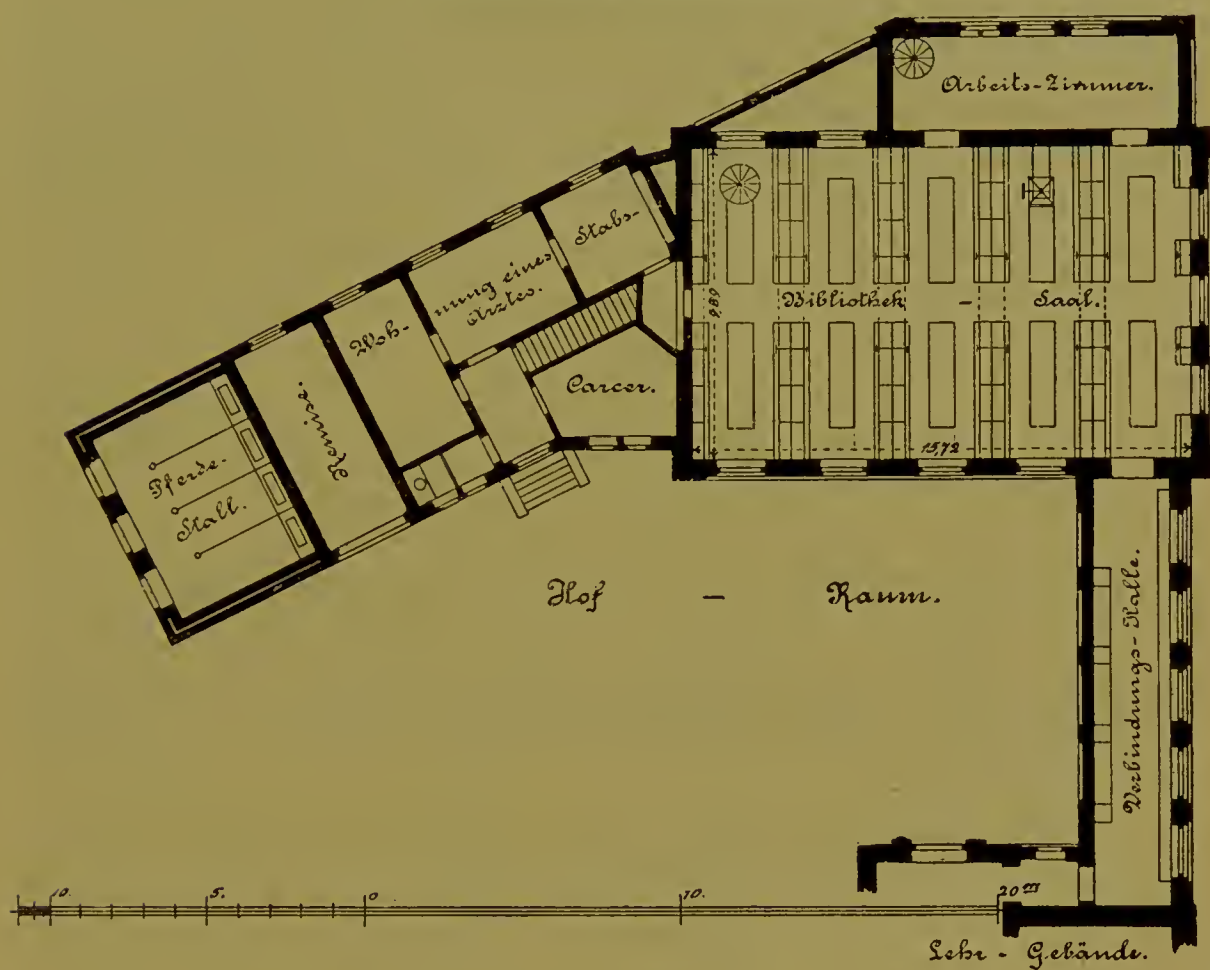 Arbeits-Zimmer.
Stabs-
Woh-
nung eines
Arztes.
Bibliothek - Saal.
9,89
Carcer.
Remise.
15,72
Pferde-
Stall.
Hof - Raum.
Verbindungs-Halle.
10. 5. 0 10. 20 m
Lehr - Gebäude.